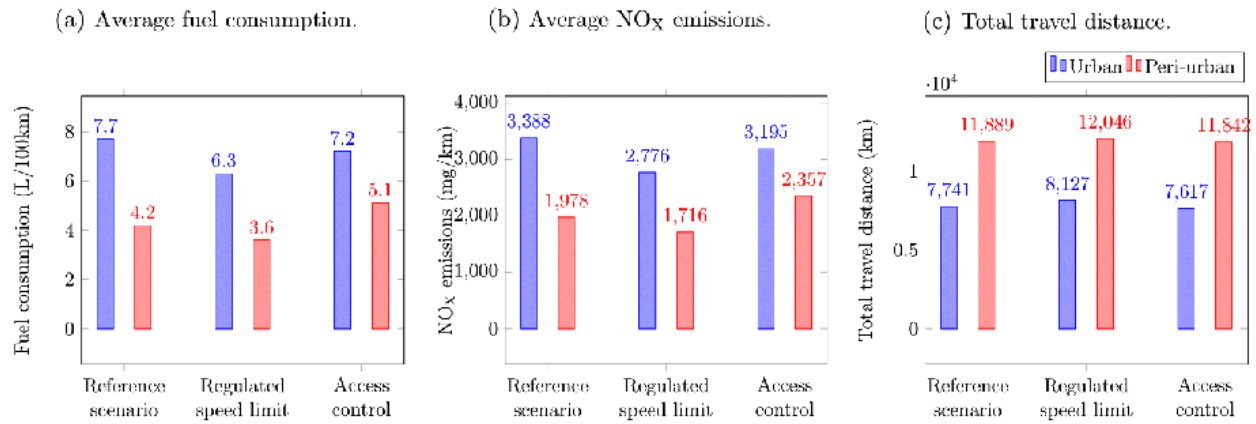 (a) Average fuel consumption.
Fuel consumption (L/100km)
8
6
4
2
0
7.7
4.2
6.3
3.6
7.2
5.1
Reference
scenario
Regulated
speed limit
Access
control
(b) Average NOX emissions.
NOX emissions (mg/km)
4,000
3,000
2,000
1,000
0
3,388
1,978
2,776
1,716
3,195
2,357
Reference
scenario
Regulated
speed limit
Access
control
(c) Total travel distance.
Urban Peri-urban
·10⁴
Total travel distance (km)
1
0.5
0
7,741
11,889
8,127
12,046
7,617
11,842
Reference
scenario
Regulated
speed limit
Access
control